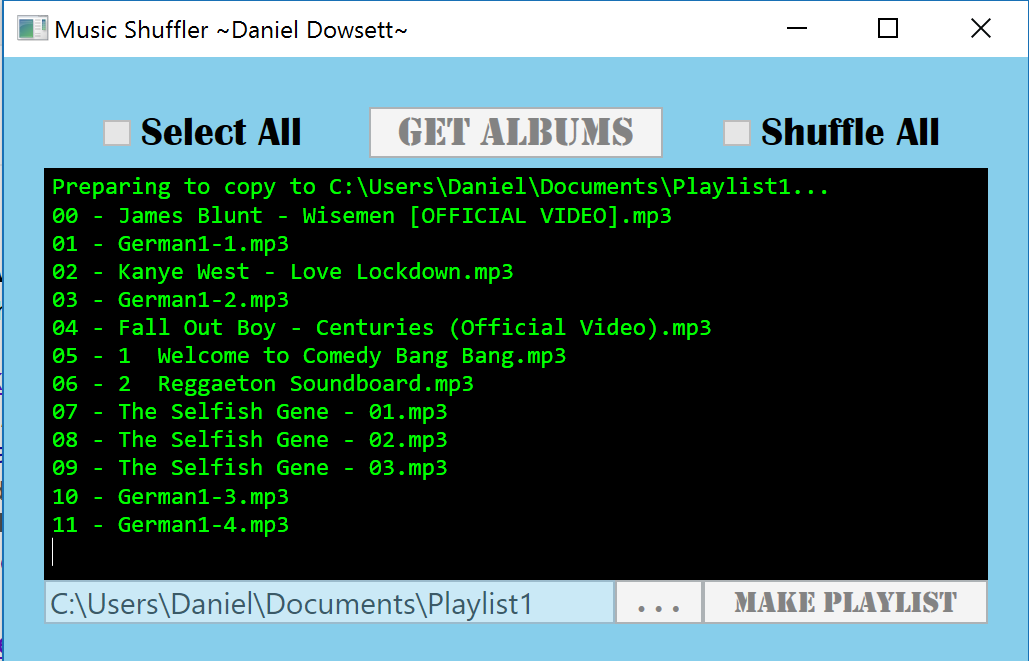 Music Shuffler ~Daniel Dowsett~
Select All GET ALBUMS Shuffle All
Preparing to copy to C:\Users\Daniel\Documents\Playlist1...
00 - James Blunt - Wisemen [OFFICIAL VIDEO].mp3
01 - German1-1.mp3
02 - Kanye West - Love Lockdown.mp3
03 - German1-2.mp3
04 - Fall Out Boy - Centuries (Official Video).mp3
05 - 1  Welcome to Comedy Bang Bang.mp3
06 - 2  Reggaeton Soundboard.mp3
07 - The Selfish Gene - 01.mp3
08 - The Selfish Gene - 02.mp3
09 - The Selfish Gene - 03.mp3
10 - German1-3.mp3
11 - German1-4.mp3
C:\Users\Daniel\Documents\Playlist1 ... MAKE PLAYLIST